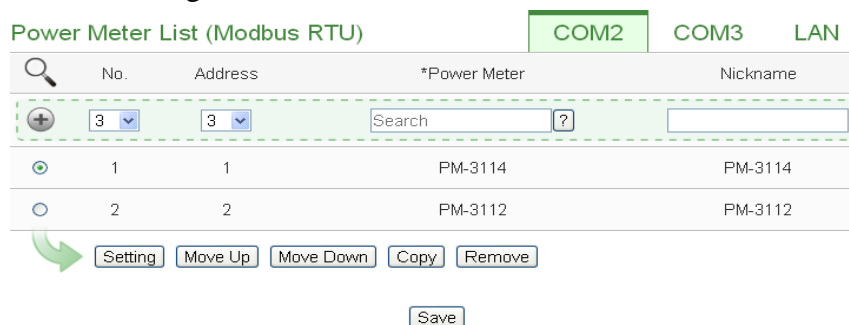 Power Meter List (Modbus RTU) COM2 COM3 LAN
No. Address *Power Meter Nickname
3 3 Search ?
1 1 PM-3114 PM-3114
2 2 PM-3112 PM-3112
Setting Move Up Move Down Copy Remove
Save